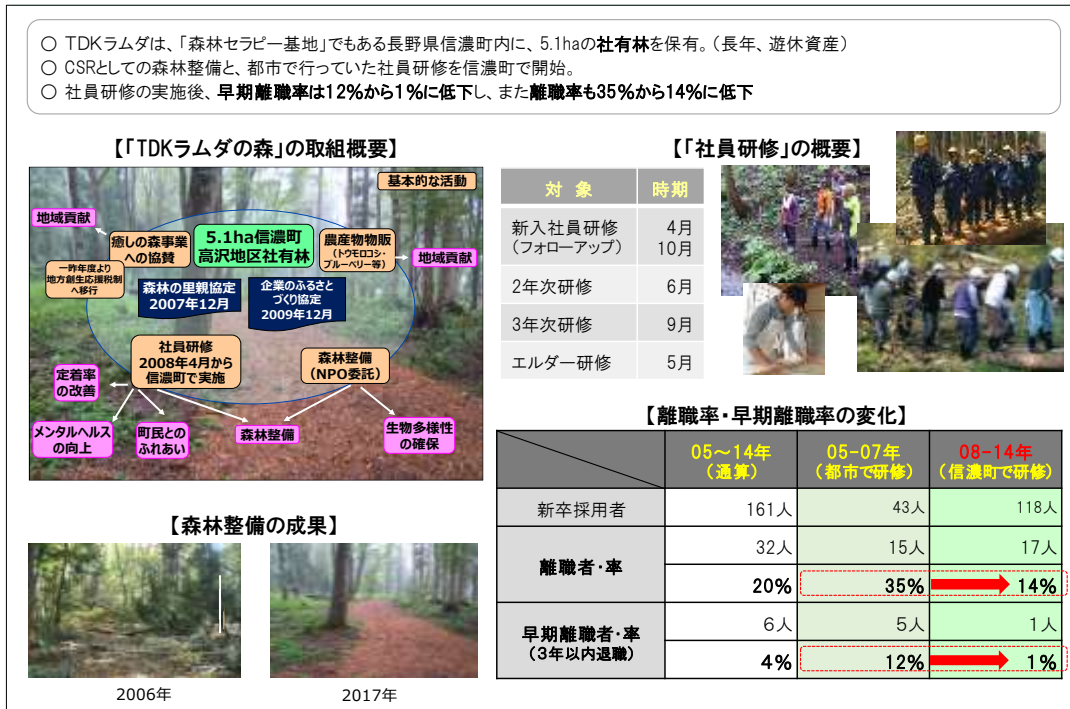 ○ TDKラムダは、「森林セラピー基地」でもある長野県信濃町内に、5.1haの社有林を保有。（長年、遊休資産）
○ CSRとしての森林整備と、都市で行っていた社員研修を信濃町で開始。
○ 社員研修の実施後、早期離職率は12％から1％に低下し、また離職率も35％から14％に低下
【「TDKラムダの森」の取組概要】
基本的な活動
地域貢献
癒しの森事業
への協賛
5.1ha信濃町
高沢地区社有林
農産物物販
（トウモロコシ・
ブルーベリー等）
地域貢献
一昨年度より
地方創生応援税制
へ移行
森林の里親協定
2007年12月
企業のふるさと
づくり協定
2009年12月
社員研修
2008年4月から
信濃町で実施
森林整備
（NPO委託）
定着率
の改善
メンタルヘルス
の向上
町民との
ふれあい
森林整備
生物多様性
の確保
【「社員研修」の概要】
対 象 時期
新入社員研修 4月
（フォローアップ） 10月
2年次研修 6月
3年次研修 9月
エルダー研修 5月
【森林整備の成果】
2006年 2017年
【離職率・早期離職率の変化】
05～14年 05-07年 08-14年
（通算） （都市で研修） （信濃町で研修）
新卒採用者 161人 43人 118人
離職者・率 32人 15人 17人
20% 35% 14%
早期離職者・率 6人 5人 1人
（3年以内退職） 4% 12% 1%